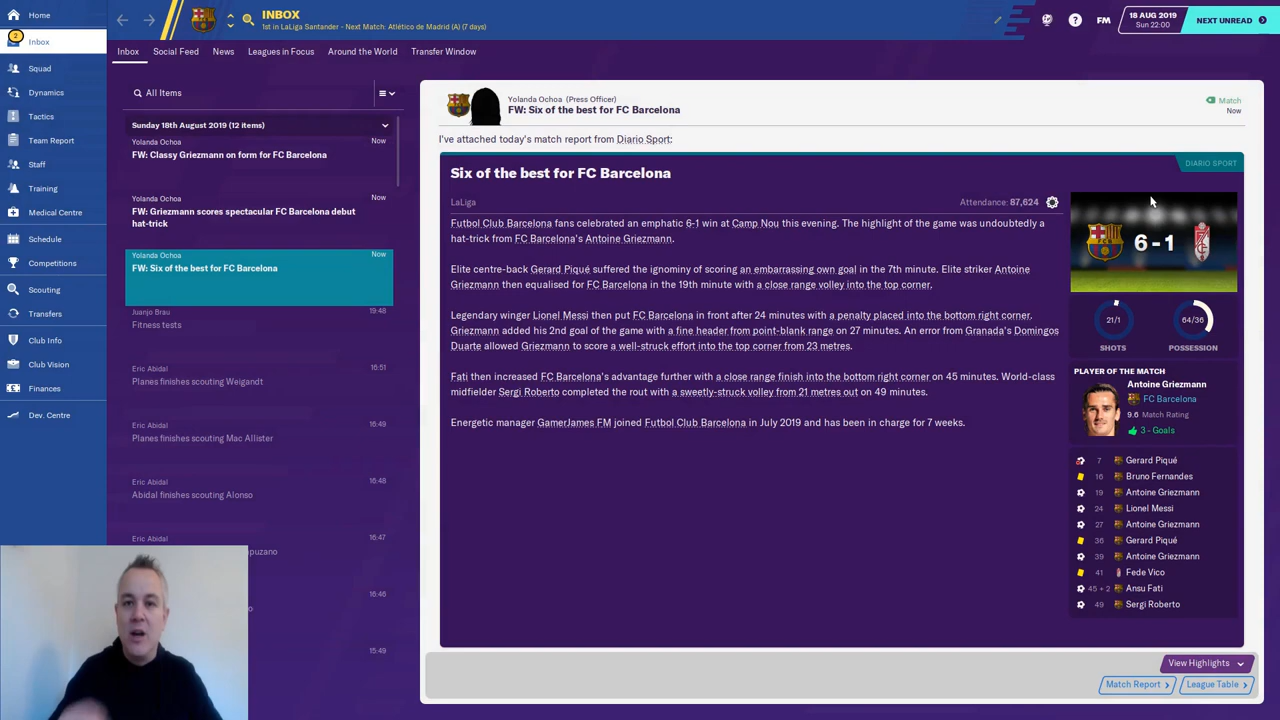 Home
2
Inbox
Squad
Dynamics
Tactics
Team Report
Staff
Training
Medical Centre
Schedule
Competitions
Scouting
Transfers
Club Info
Club Vision
Finances
Dev. Centre
INBOX
1st in LaLiga Santander - Next Match: Atlético de Madrid (A) (7 days)
?
FM
18 AUG 2019
Sun 22:00
NEXT UNREAD
Inbox Social Feed News Leagues in Focus Around the World Transfer Window
All Items
Sunday 18th August 2019 (12 items)
Yolanda Ochoa Now
FW: Classy Griezmann on form for FC Barcelona
Yolanda Ochoa Now
FW: Griezmann scores spectacular FC Barcelona debut
hat-trick
Yolanda Ochoa Now
FW: Six of the best for FC Barcelona
Juanjo Brau 19:48
Fitness tests
Eric Abidal 16:51
Planes finishes scouting Weigandt
Eric Abidal 16:49
Planes finishes scouting Mac Allister
Eric Abidal 16:48
Abidal finishes scouting Alonso
Eric Abidal 16:47
16:46
15:49
Yolanda Ochoa (Press Officer)
FW: Six of the best for FC Barcelona
Match
Now
I've attached today's match report from Diario Sport:
DIARIO SPORT
Six of the best for FC Barcelona
LaLiga Attendance: 87,624
Futbol Club Barcelona fans celebrated an emphatic 6-1 win at Camp Nou this evening. The highlight of the game was undoubtedly a
hat-trick from FC Barcelona's Antoine Griezmann.
Elite centre-back Gerard Piqué suffered the ignominy of scoring an embarrassing own goal in the 7th minute. Elite striker Antoine
Griezmann then equalised for FC Barcelona in the 19th minute with a close range volley into the top corner.
Legendary winger Lionel Messi then put FC Barcelona in front after 24 minutes with a penalty placed into the bottom right corner.
Griezmann added his 2nd goal of the game with a fine header from point-blank range on 27 minutes. An error from Granada's Domingos
Duarte allowed Griezmann to score a well-struck effort into the top corner from 23 metres.
Fati then increased FC Barcelona's advantage further with a close range finish into the bottom right corner on 45 minutes. World-class
midfielder Sergi Roberto completed the rout with a sweetly-struck volley from 21 metres out on 49 minutes.
Energetic manager GamerJames FM joined Futbol Club Barcelona in July 2019 and has been in charge for 7 weeks.
6 - 1
21/1 64/36
SHOTS POSSESSION
PLAYER OF THE MATCH
Antoine Griezmann
FC Barcelona
9.6 Match Rating
3 - Goals
7 Gerard Piqué
16 Bruno Fernandes
19 Antoine Griezmann
24 Lionel Messi
27 Antoine Griezmann
36 Gerard Piqué
39 Antoine Griezmann
41 Fede Vico
45 + 2 Ansu Fati
49 Sergi Roberto
View Highlights
Match Report League Table